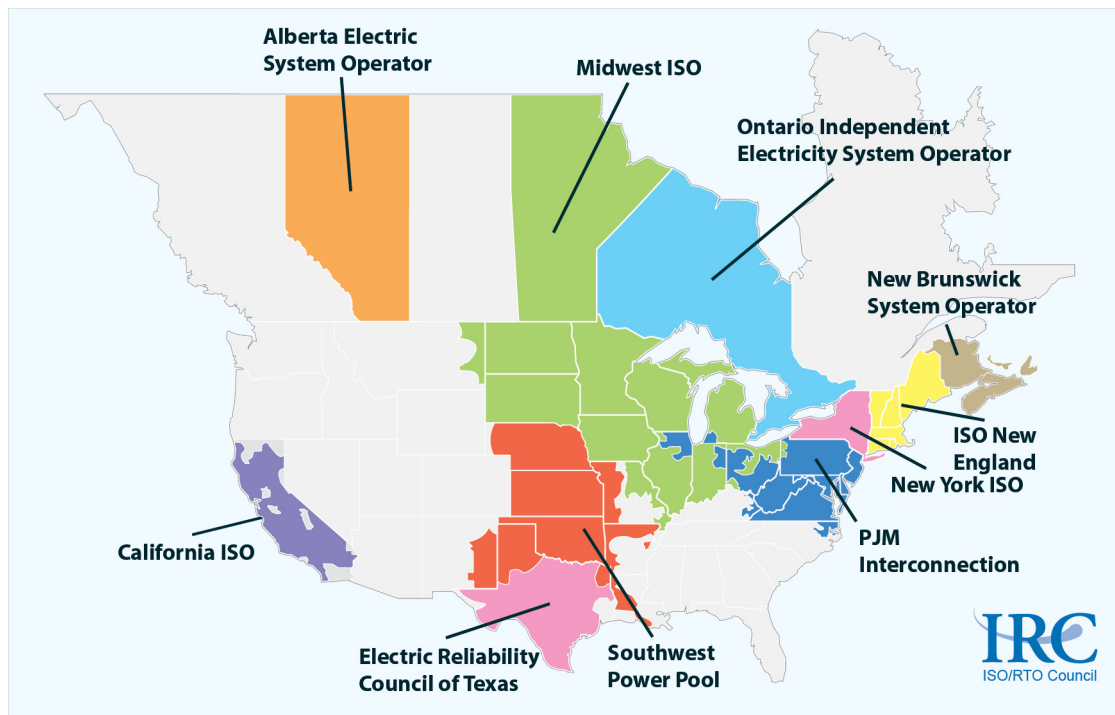 Alberta Electric
System Operator
Midwest ISO
Ontario Independent
Electricity System Operator
New Brunswick
System Operator
ISO New
England
New York ISO
PJM
Interconnection
California ISO
Electric Reliability
Council of Texas
Southwest
Power Pool
IRC
ISO/RTO Council